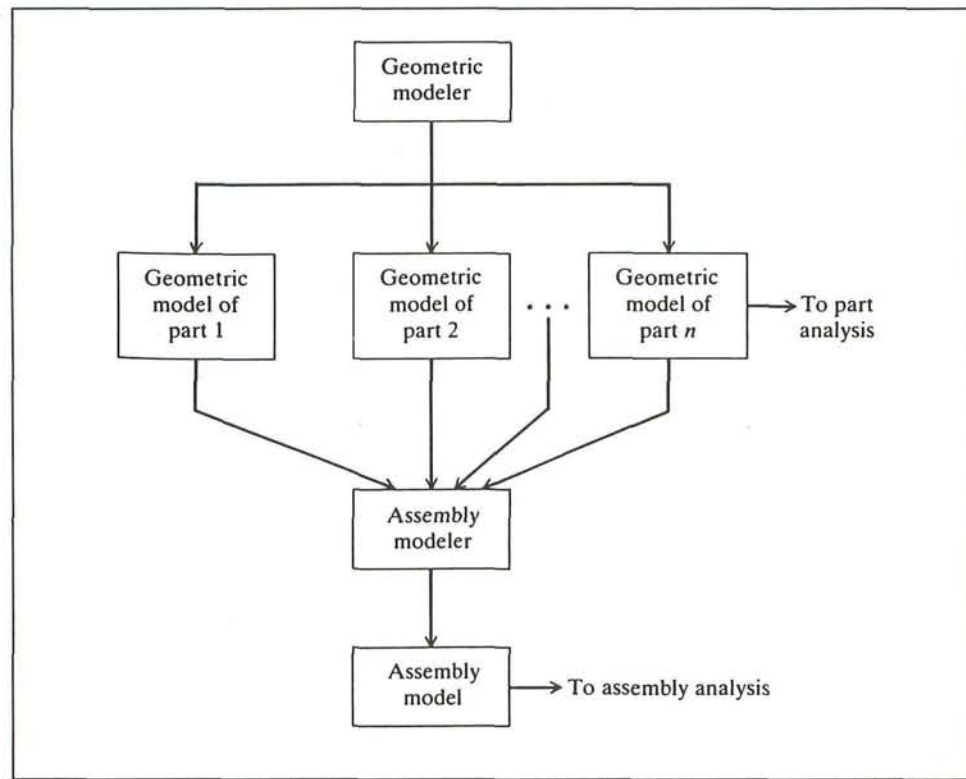 Geometric
modeler
Geometric
model of
part 1
Geometric
model of
part 2
. . .
Geometric
model of
part n
To part
analysis
Assembly
modeler
Assembly
model
To assembly analysis